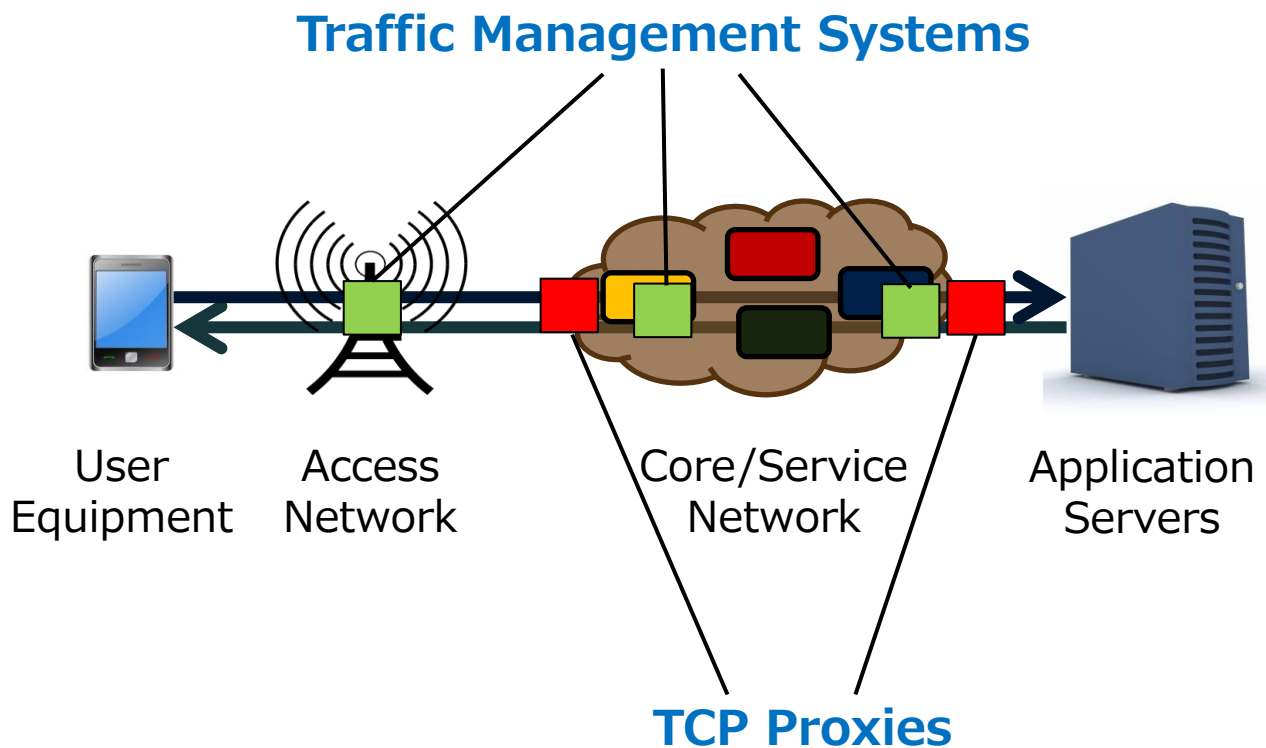 Traffic Management Systems
User
Equipment
Access
Network
Core/Service
Network
Application
Servers
TCP Proxies